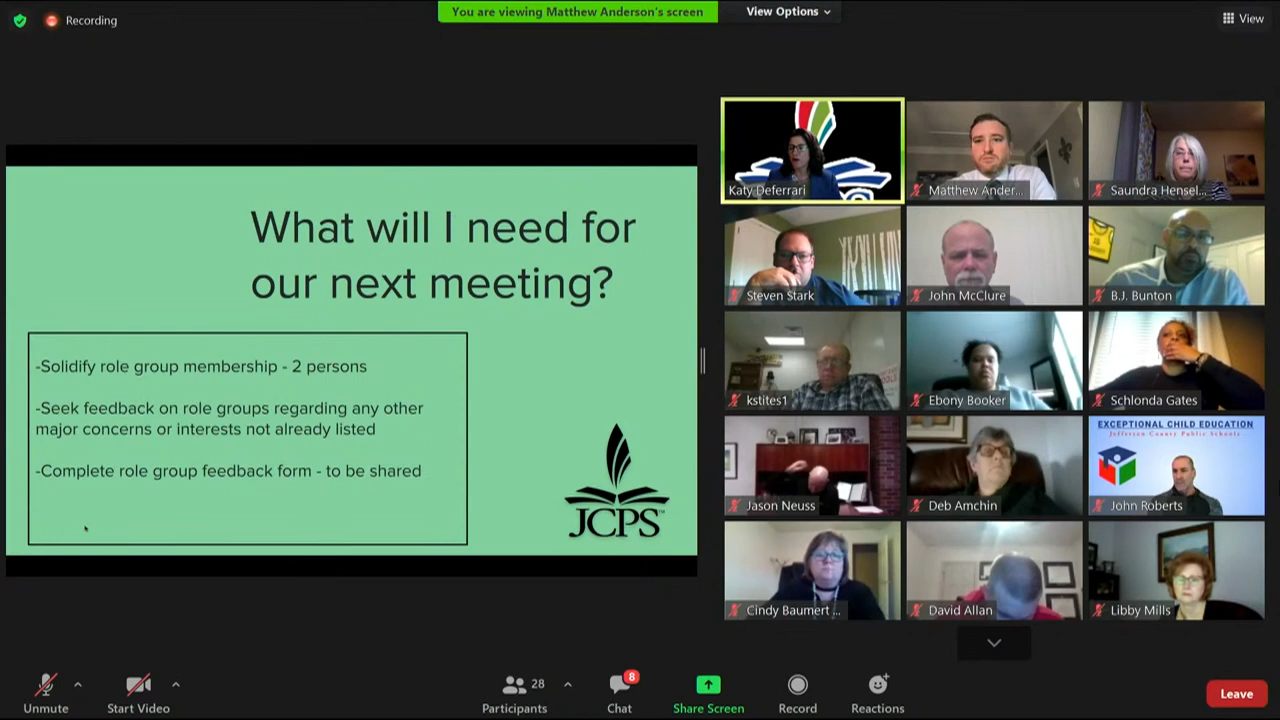 Recording
You are viewing Matthew Anderson's screen
View Options
View
What will I need for
our next meeting?
-Solidify role group membership - 2 persons
-Seek feedback on role groups regarding any other
major concerns or interests not already listed
-Complete role group feedback form - to be shared
JCPS
Katy Deferrari
Matthew Ander...
Saundra Hensel...
Steven Stark
John McClure
B.J. Bunton
kstites1
Ebony Booker
Schlonda Gates
Jason Neuss
Deb Amchin
EXCEPTIONAL CHILD EDUCATION
Jefferson County Public Schools
John Roberts
Cindy Baumert ...
David Allan
Libby Mills
Unmute
Start Video
28
Participants
8
Chat
Share Screen
Record
Reactions
Leave